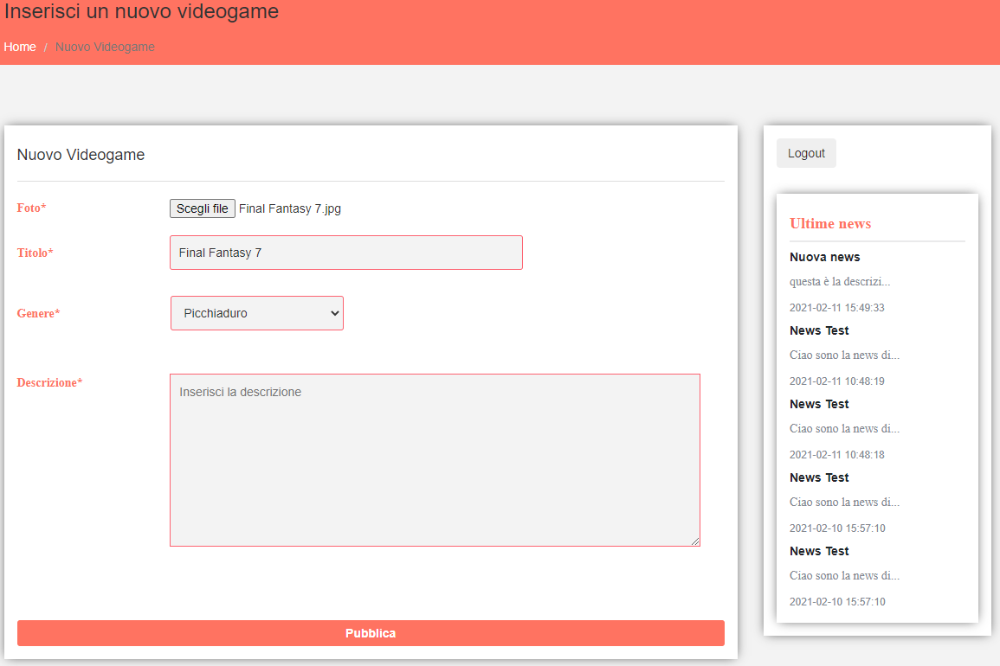 Inserisci un nuovo videogame
Home / Nuovo Videogame
Nuovo Videogame
Foto* Scegli file Final Fantasy 7.jpg
Titolo* Final Fantasy 7
Genere* Picchiaduro
Descrizione* Inserisci la descrizione
Pubblica
Logout
Ultime news
Nuova news
questa è la descrizi...
2021-02-11 15:49:33
News Test
Ciao sono la news di...
2021-02-11 10:48:19
News Test
Ciao sono la news di...
2021-02-11 10:48:18
News Test
Ciao sono la news di...
2021-02-10 15:57:10
News Test
Ciao sono la news di...
2021-02-10 15:57:10